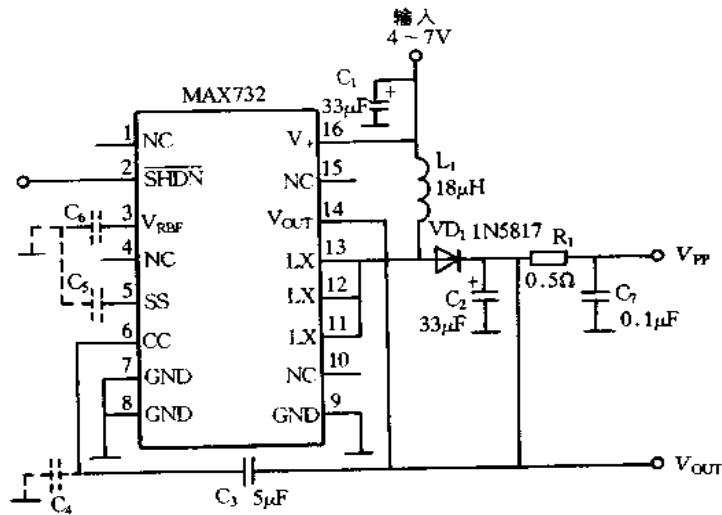 输入
4～7V
C₁
33μF
+
MAX732
1 NC
2 SHDN
3 VRBF
4 NC
5 SS
6 CC
7 GND
8 GND
V+ 16
NC 15
VOUT 14
LX 13
LX 12
LX 11
NC 10
GND 9
L₁
18μH
VD₁ 1N5817
R₁
0.5Ω
VPP
+
C₂
33μF
C₇
0.1μF
C₆
C₅
C₄
C₃ 5μF
VOUT